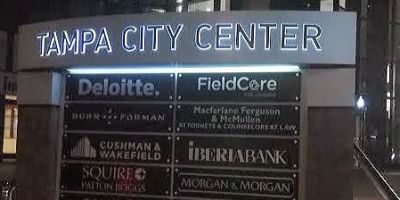 TAMPA CITY CENTER
Deloitte.
FieldCore
BURR FORMAN
Macfarlane Ferguson
& McMullen
ATTORNEYS & COUNSELORS AT LAW
CUSHMAN &
WAKEFIELD
IBERIABANK
SQUIRE
PATTON BOGGS
MORGAN & MORGAN